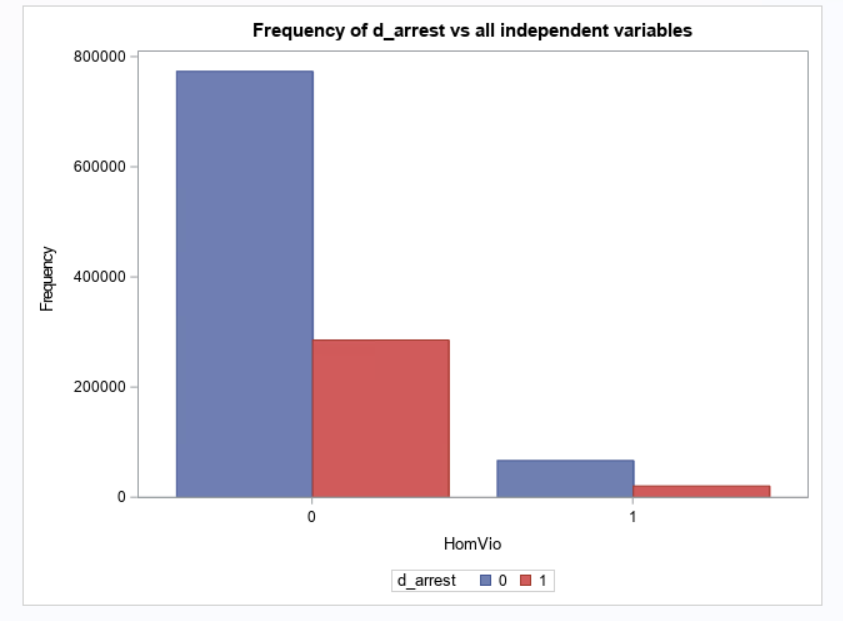 Frequency of d_arrest vs all independent variables
800000
600000
400000
200000
0
Frequency
0 1
HomVio
d_arrest 0 1